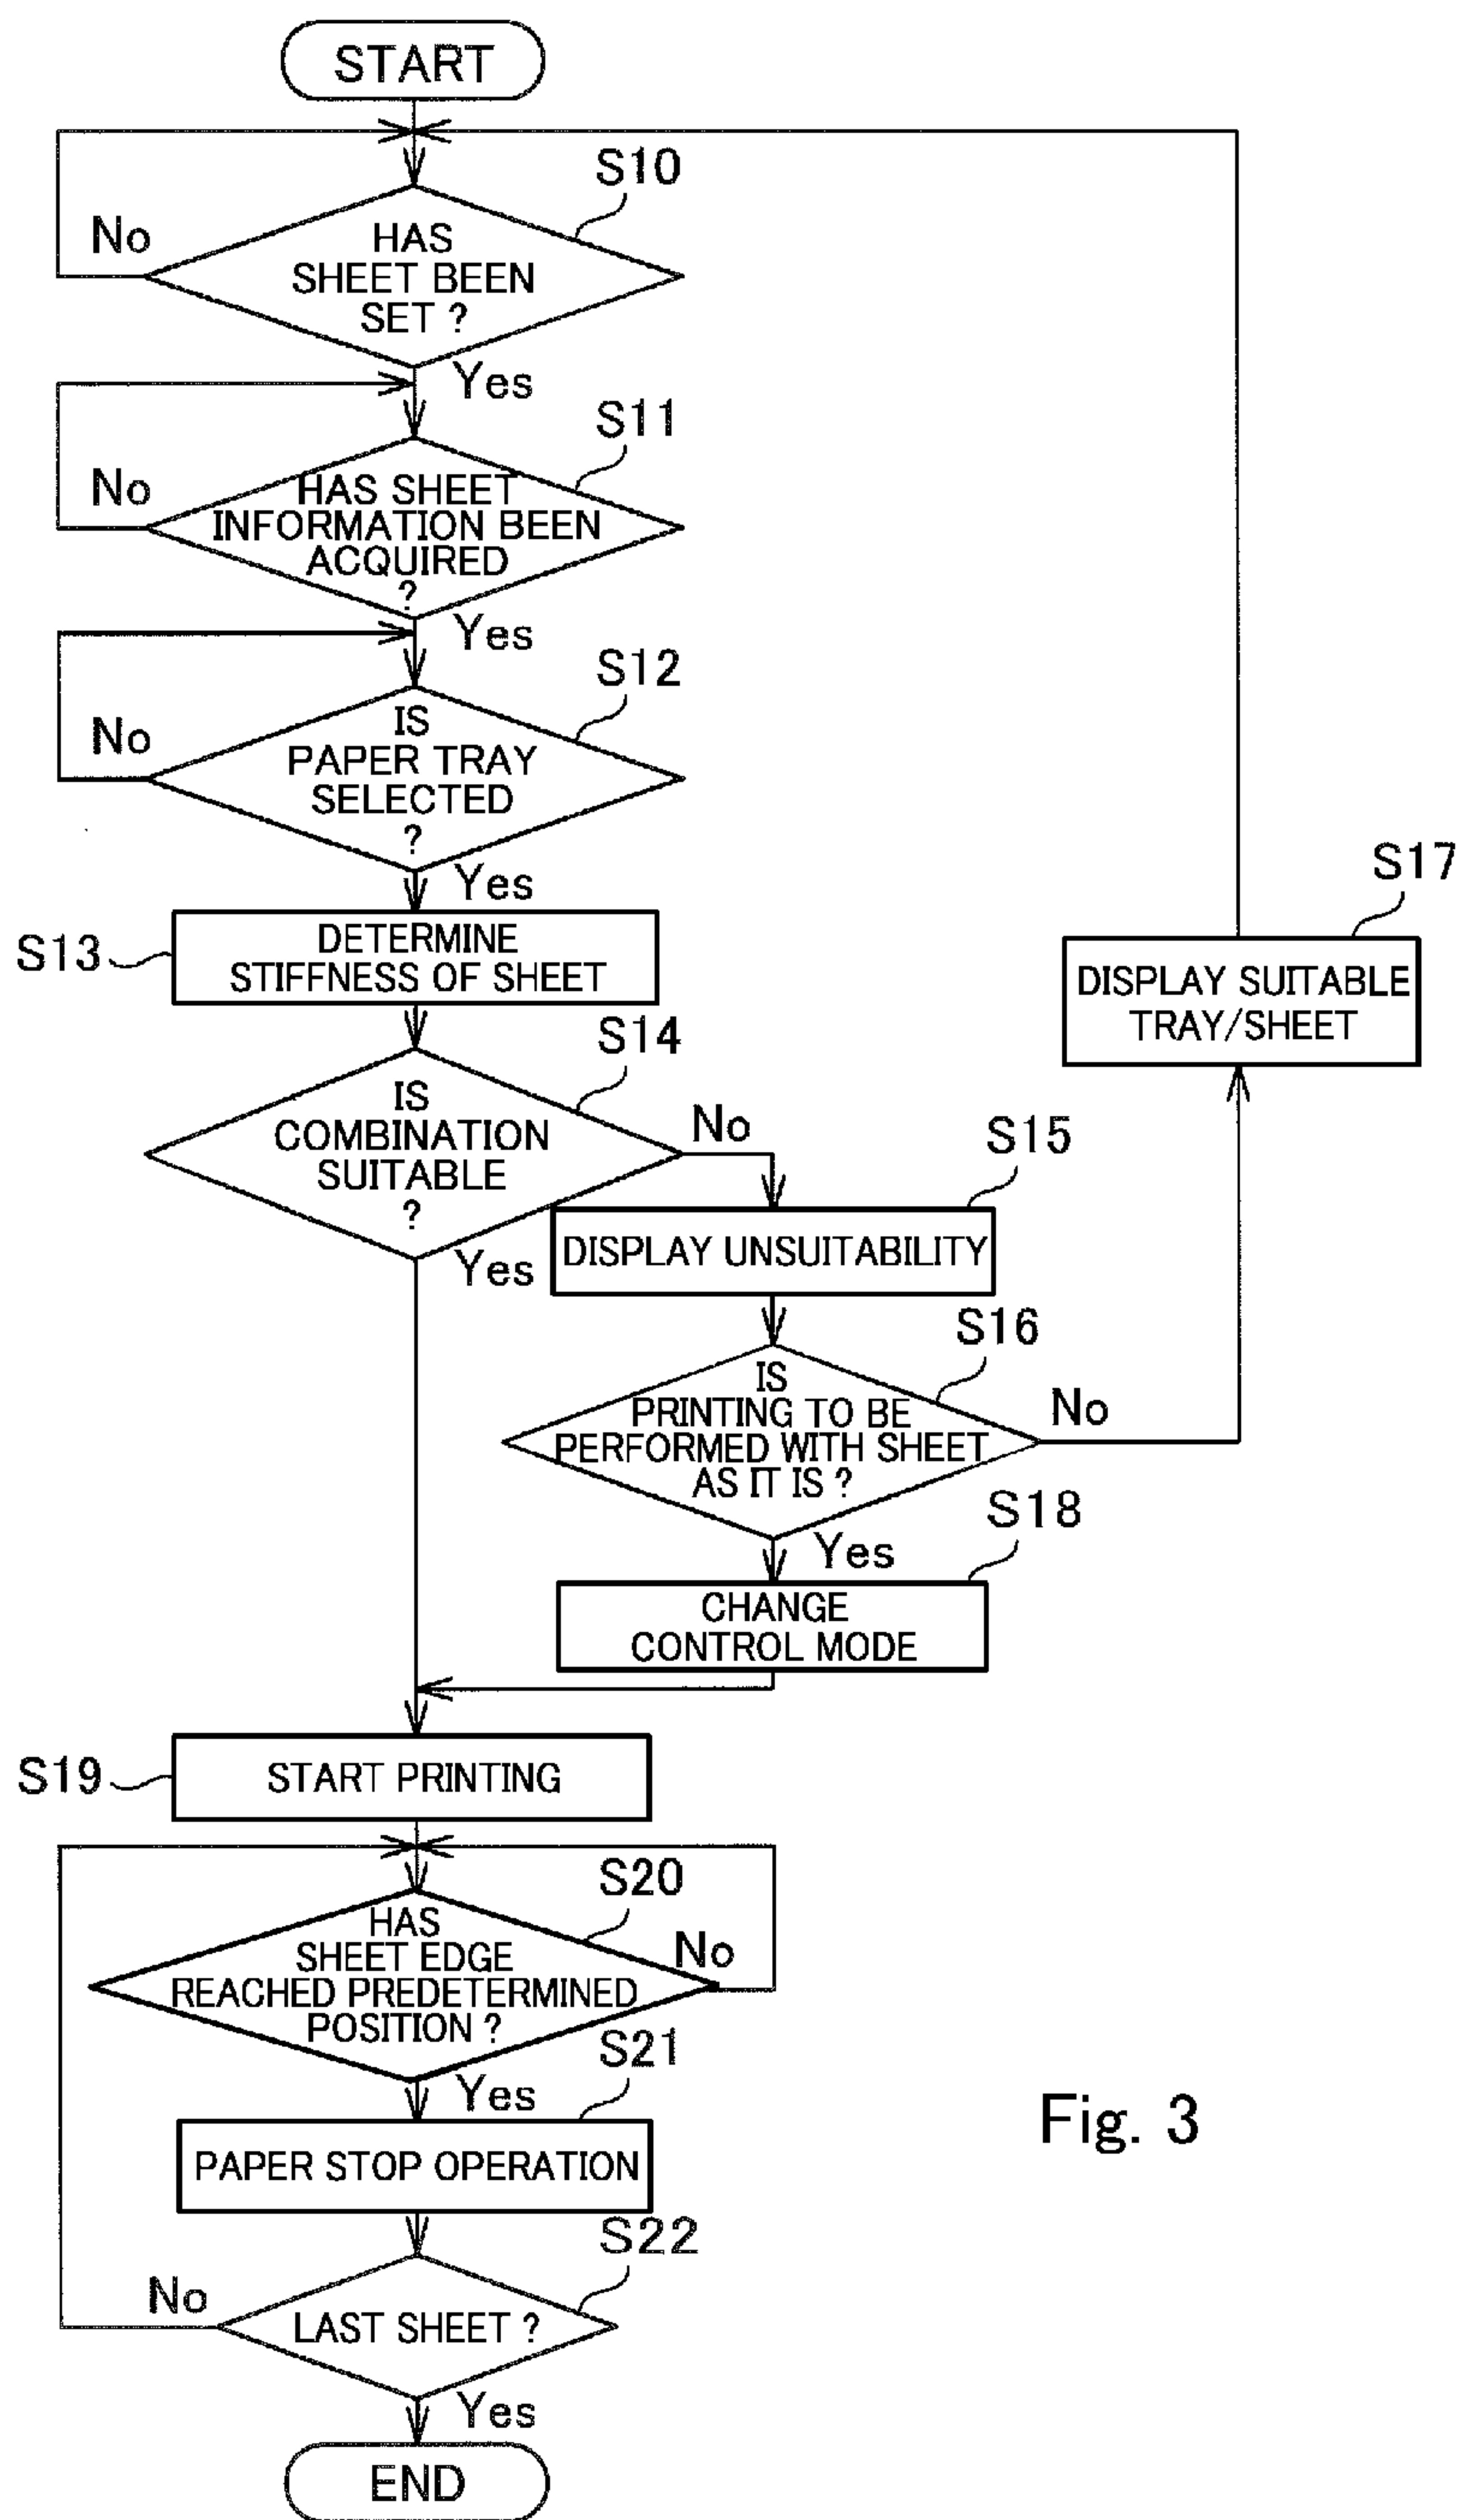 START
S10
No
HAS
SHEET BEEN
SET ?
Yes
S11
No
HAS SHEET
INFORMATION BEEN
ACQUIRED
?
Yes
S12
No
IS
PAPER TRAY
SELECTED
?
Yes
S13
DETERMINE
STIFFNESS OF SHEET
S17
DISPLAY SUITABLE
TRAY/SHEET
S14
IS
COMBINATION
SUITABLE
?
No
Yes
S15
DISPLAY UNSUITABILITY
S16
IS
PRINTING TO BE
PERFORMED WITH SHEET
AS IT IS ?
No
Yes
S18
CHANGE
CONTROL MODE
S19
START PRINTING
S20
HAS
SHEET EDGE
REACHED PREDETERMINED
POSITION ?
No
Yes
S21
PAPER STOP OPERATION
S22
No
LAST SHEET ?
Yes
END
Fig. 3